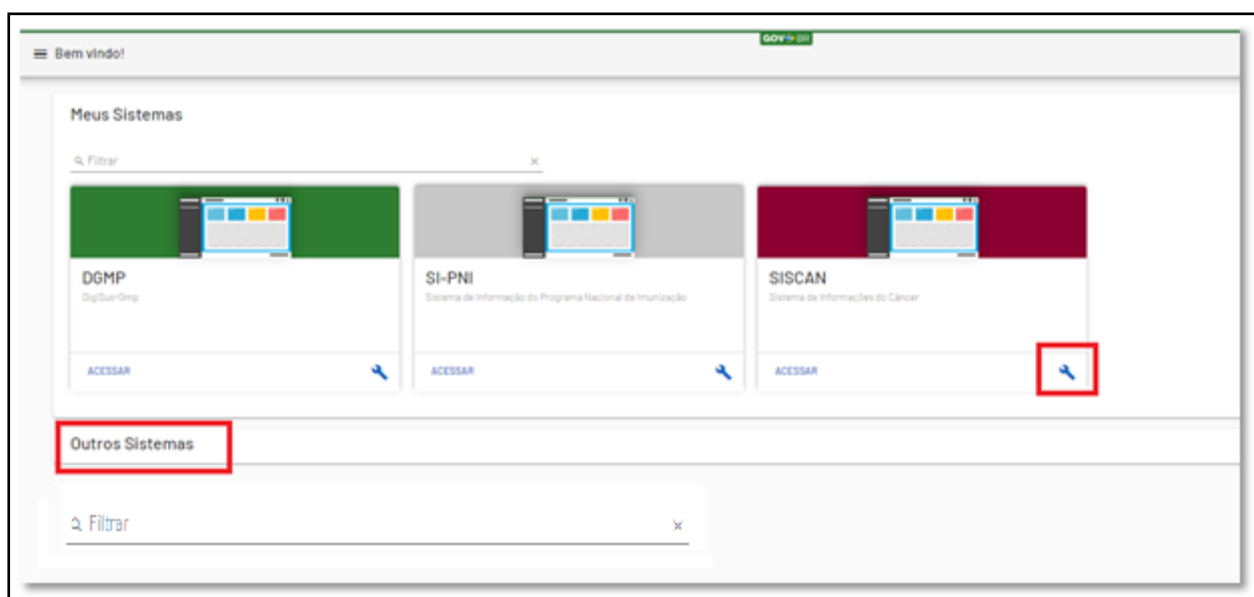 GOV.BR
Bem vindo!
Meus Sistemas
Filtrar
DGMP
DigiSus-Gmp
ACESSAR
SI-PNI
Sistema de Informação do Programa Nacional de Imunização
ACESSAR
SISCAN
Sistema de Informações do Câncer
ACESSAR
Outros Sistemas
Filtrar